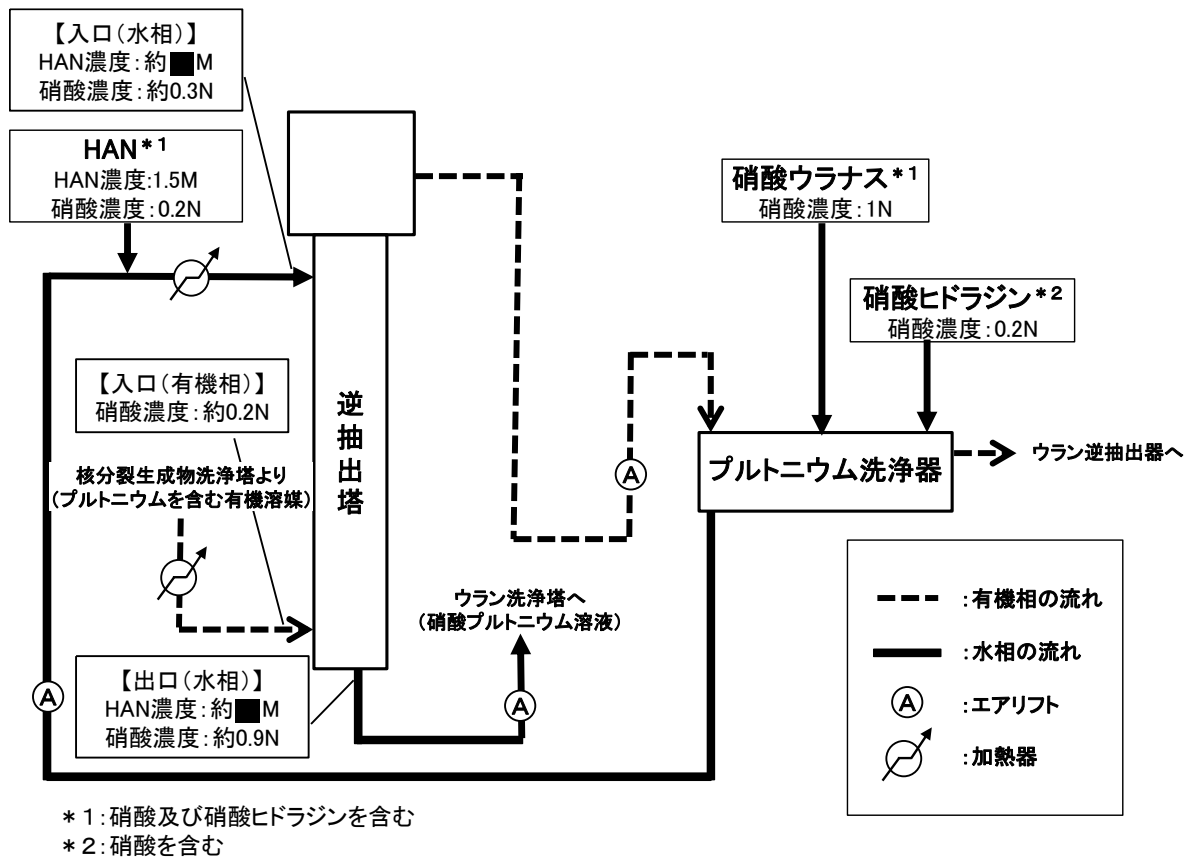 【入口(水相)】
HAN濃度:約■M
硝酸濃度:約0.3N
HAN*1
HAN濃度:1.5M
硝酸濃度:0.2N
【入口(有機相)】
硝酸濃度:約0.2N
核分裂生成物洗浄塔より
(プルトニウムを含む有機溶媒)
【出口(水相)】
HAN濃度:約■M
硝酸濃度:約0.9N
逆抽出塔
A
A
A
ウラン洗浄塔へ
(硝酸プルトニウム溶液)
硝酸ウラナス*1
硝酸濃度:1N
硝酸ヒドラジン*2
硝酸濃度:0.2N
プルトニウム洗浄器
ウラン逆抽出器へ
:有機相の流れ
:水相の流れ
A :エアリフト
:加熱器
*1:硝酸及び硝酸ヒドラジンを含む
*2:硝酸を含む